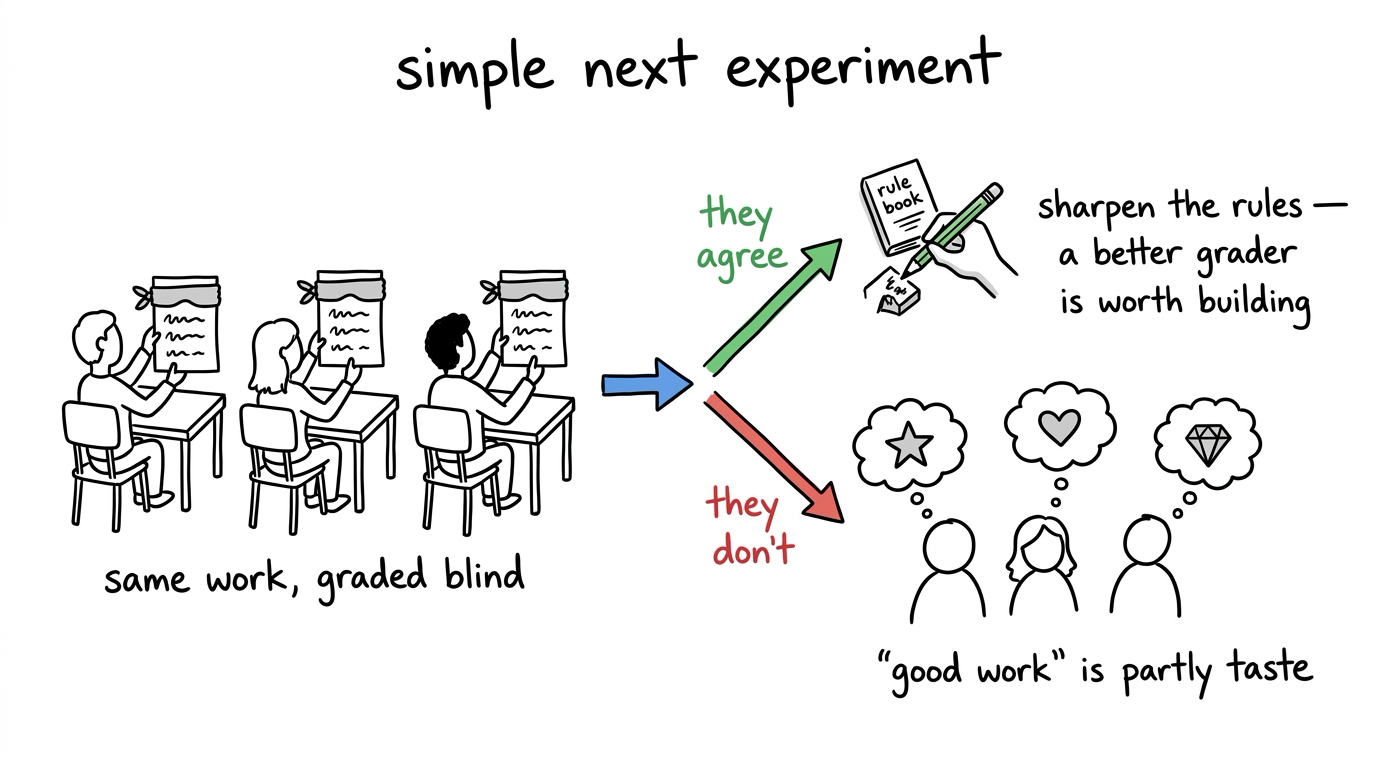 simple next experiment
they
agree
rule
book
sharpen the rules —
a better grader
is worth building
same work, graded blind
they
don't
"good work" is partly taste